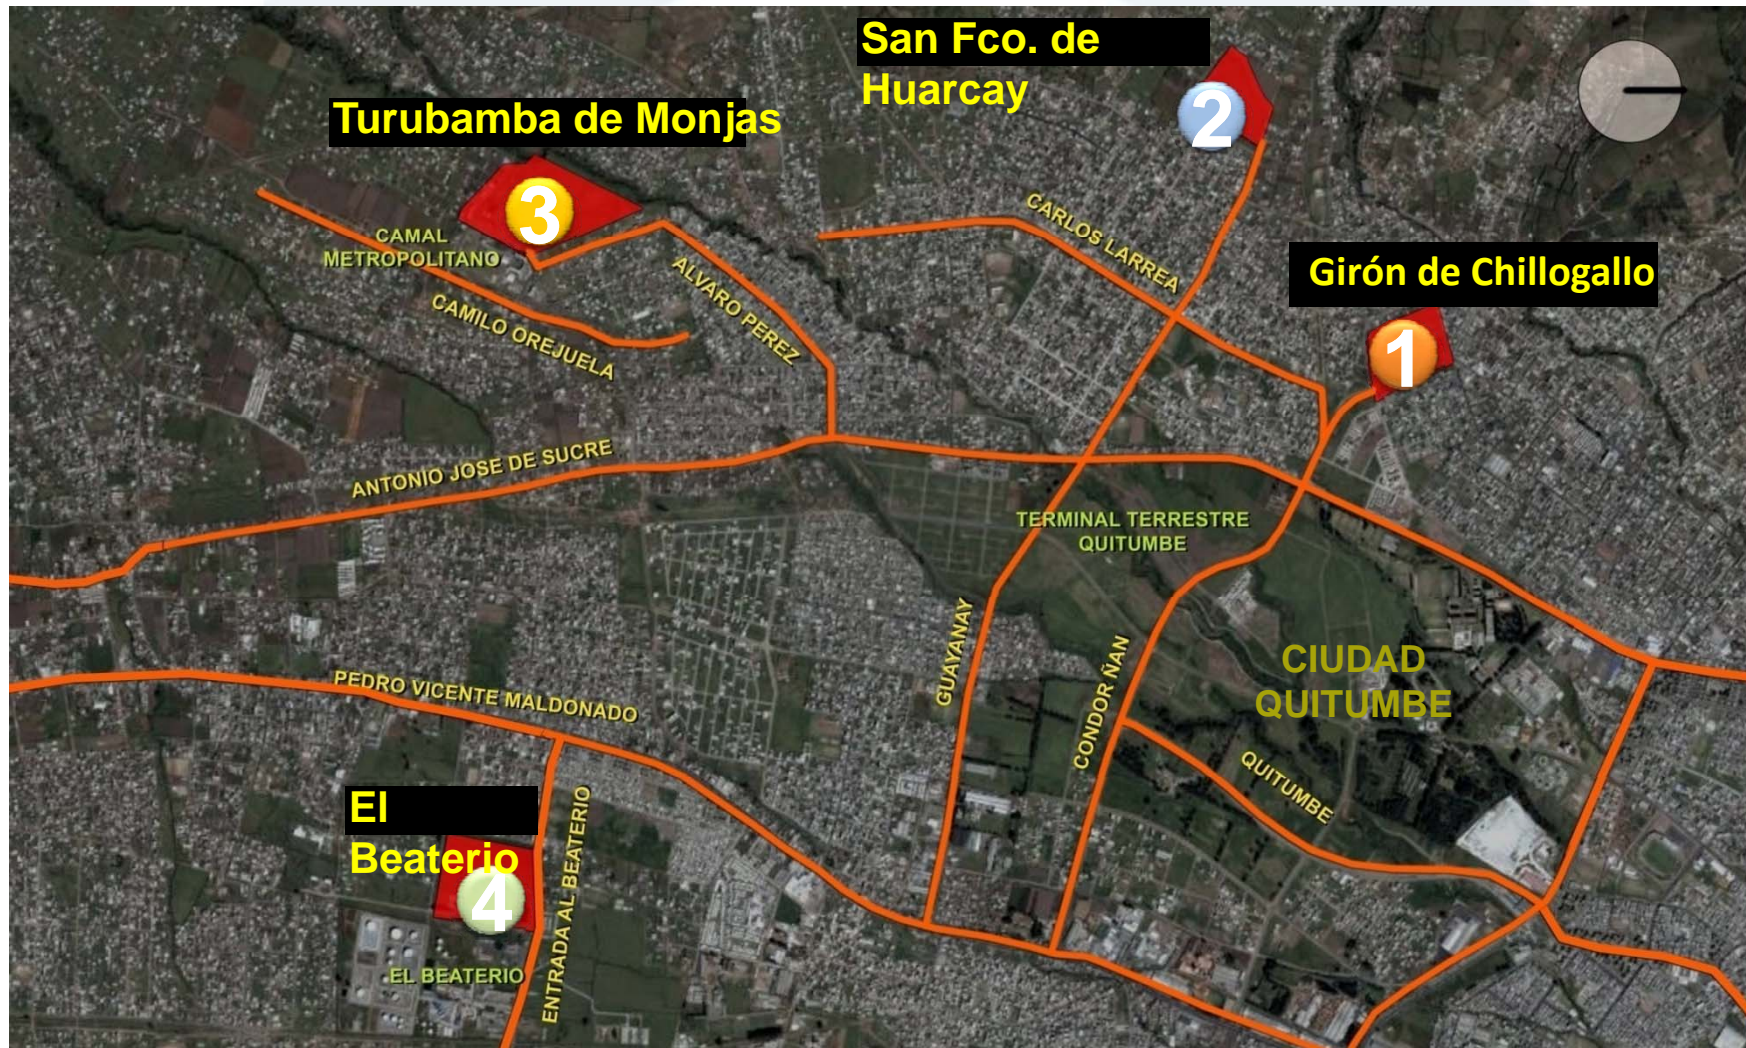 San Fco. de
Huarcay
2
Turubamba de Monjas
3
CARLOS LARREA
CAMAL
METROPOLITANO
ALVARO PEREZ
Girón de Chillogallo
1
CAMILO OREJUELA
ANTONIO JOSE DE SUCRE
TERMINAL TERRESTRE
QUITUMBE
GUAYANAY
CONDOR ÑAN
CIUDAD
QUITUMBE
PEDRO VICENTE MALDONADO
QUITUMBE
El
Beaterio
4
ENTRADA AL BEATERIO
EL BEATERIO